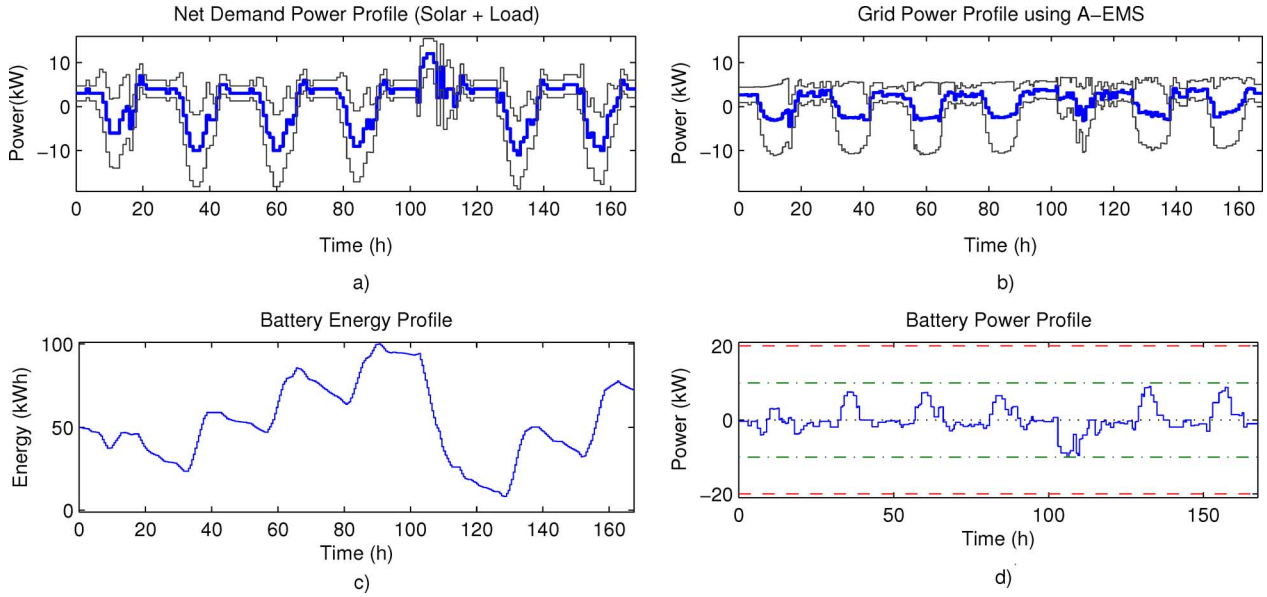 Net Demand Power Profile (Solar + Load)
10
0
−10
Power(kW)
0 20 40 60 80 100 120 140 160
Time (h)
a)
Grid Power Profile using A−EMS
10
0
−10
Power (kW)
0 20 40 60 80 100 120 140 160
Time (h)
b)
Battery Energy Profile
100
50
0
Energy (kWh)
0 20 40 60 80 100 120 140 160
Time (h)
c)
Battery Power Profile
20
0
−20
Power (kW)
0 50 100 150
Time (h)
d)